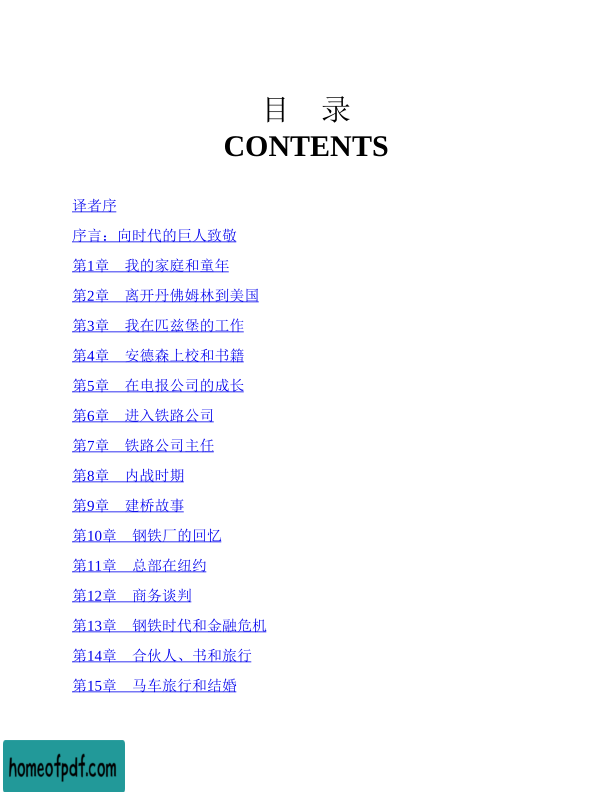 目　录
CONTENTS
译者序
序言：向时代的巨人致敬
第1章　我的家庭和童年
第2章　离开丹佛姆林到美国
第3章　我在匹兹堡的工作
第4章　安德森上校和书籍
第5章　在电报公司的成长
第6章　进入铁路公司
第7章　铁路公司主任
第8章　内战时期
第9章　建桥故事
第10章　钢铁厂的回忆
第11章　总部在纽约
第12章　商务谈判
第13章　钢铁时代和金融危机
第14章　合伙人、书和旅行
第15章　马车旅行和结婚
homeofpdf.com